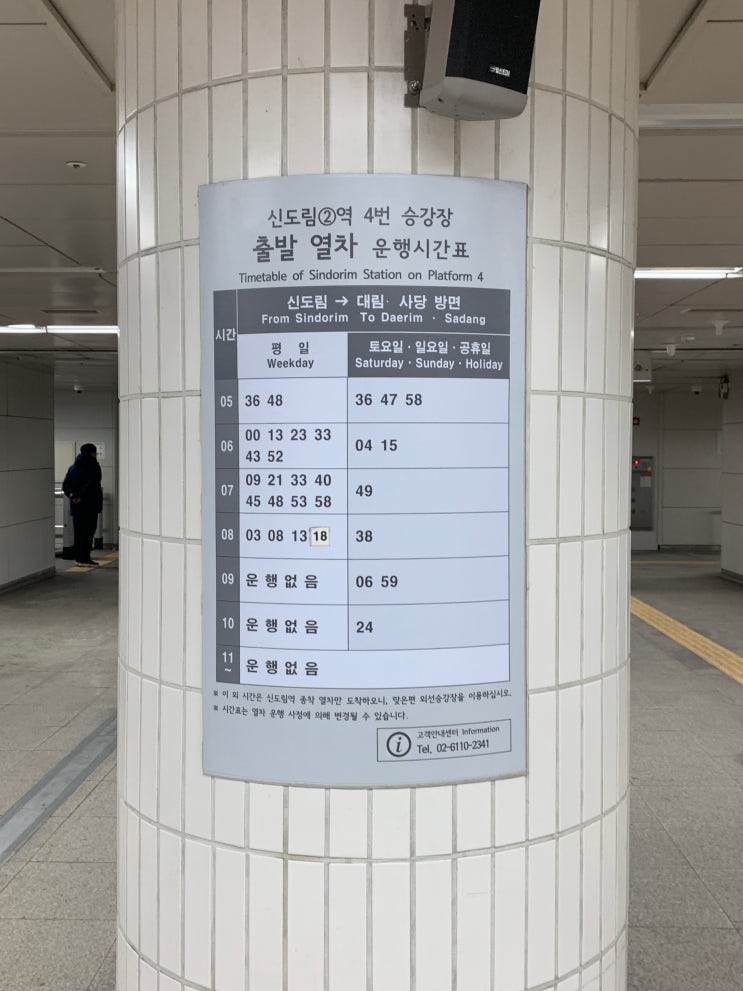 신도림②역 4번 승강장
출발 열차 운행시간표
Timetable of Sindorim Station on Platform 4
시간
신도림 → 대림· 사당 방면
From Sindorim To Daerim · Sadang
평 일
Weekday
토요일·일요일·공휴일
Saturday·Sunday·Holiday
05
36 48
36 47 58
06
00 13 23 33
43 52
04 15
07
09 21 33 40
45 48 53 58
49
08
03 08 13 18
38
09
운행없음
06 59
10
운행없음
24
11
~
운행없음
※ 이 외 시간은 신도림역 종착 열차만 도착하오니, 맞은편 외선승강장을 이용하십시오.
※ 시간표는 열차 운행 사정에 의해 변경될 수 있습니다.
고객안내센터 Information
Tel. 02-6110-2341